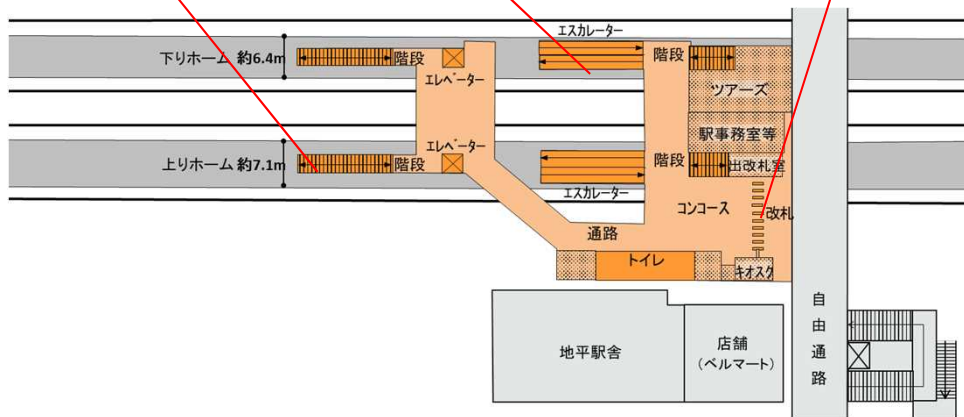 エスカレーター
下りホーム 約6.4m
階段
エレベーター
階段
ツアーズ
駅事務室等
エレベーター
上りホーム 約7.1m
階段
階段
出改札室
エスカレーター
コンコース
改札
通路
トイレ
キオスク
地平駅舎
店舗
(ベルマート)
自由通路